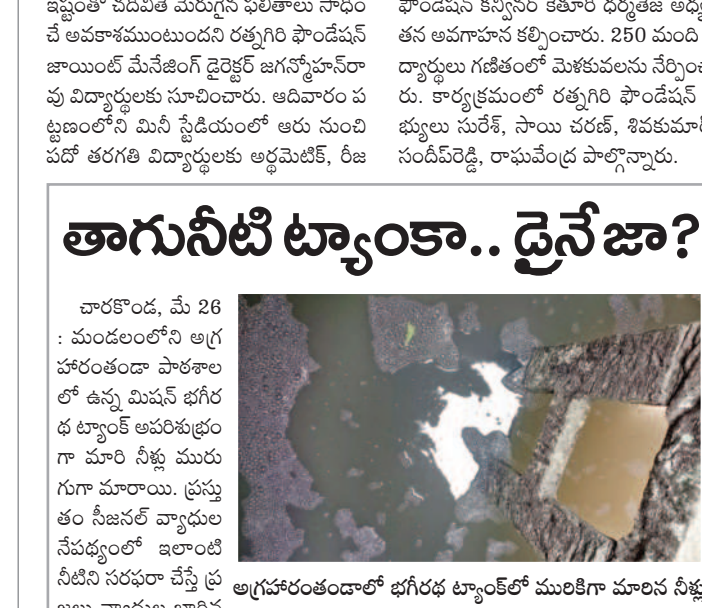 ఇష్టంతో చదివితే మెరుగైన ఫలితాలు సాధిం
చే అవకాశముంటుందని రత్నగిరి ఫౌండేషన్
జాయింట్ మేనేజింగ్ డైరెక్టర్ జగన్మోహన్‌రా
వు విద్యార్థులకు సూచించారు. ఆదివారం ప
ట్టణంలోని మినీ స్టేడియంలో ఆరు నుంచి
పదో తరగతి విద్యార్థులకు అర్థమెటిక్, రీజ
ఫౌండేషన్ కన్వీనర్ కేతూరి ధర్మతేజ అధ్య
తన అవగాహన కల్పించారు. 250 మంది
ద్యార్థులు గణితంలో మెళకువలను నేర్పించ
రు. కార్యక్రమంలో రత్నగిరి ఫౌండేషన్
భ్యులు సురేశ్, సాయి చరణ్, శివకుమార్
సందీప్‌రెడ్డి, రాఘవేంద్ర పాల్గొన్నారు.
తాగునీటి ట్యాంకా.. డ్రైనేజా?
చారకొండ, మే 26
: మండలంలోని అగ్ర
హారంతండా పాఠశాల
లో ఉన్న మిషన్ భగీర
థ ట్యాంక్ అపరిశుభ్రం
గా మారి నీళ్లు మురు
గుగా మారాయి. ప్రస్తు
తం సీజనల్ వ్యాధుల
నేపథ్యంలో ఇలాంటి
నీటిని సరఫరా చేస్తే ప్ర
జలు వ్యాధుల బారిన
అగ్రహారంతండాలో భగీరథ ట్యాంక్‌లో మురికిగా మారిన నీళ్లు